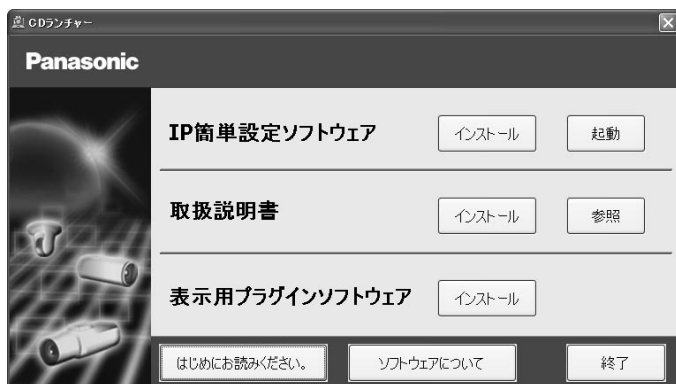 CDランチャー
Panasonic
IP簡単設定ソフトウェア インストール 起動
取扱説明書 インストール 参照
表示用プラグインソフトウェア インストール
はじめにお読みください。 ソフトウェアについて 終了